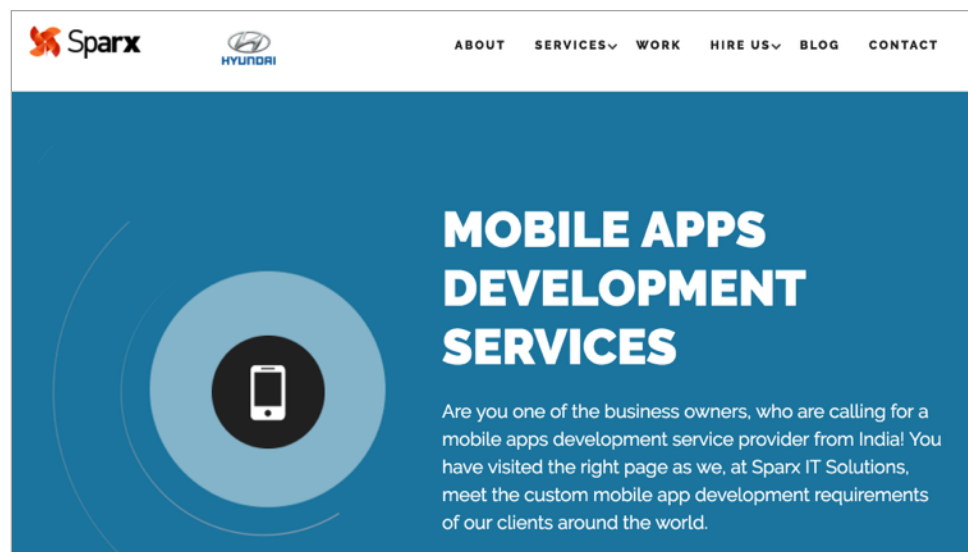 Sparx
HYUNDAI
ABOUT SERVICES WORK HIRE US BLOG CONTACT
MOBILE APPS
DEVELOPMENT
SERVICES
Are you one of the business owners, who are calling for a
mobile apps development service provider from India! You
have visited the right page as we, at Sparx IT Solutions,
meet the custom mobile app development requirements
of our clients around the world.